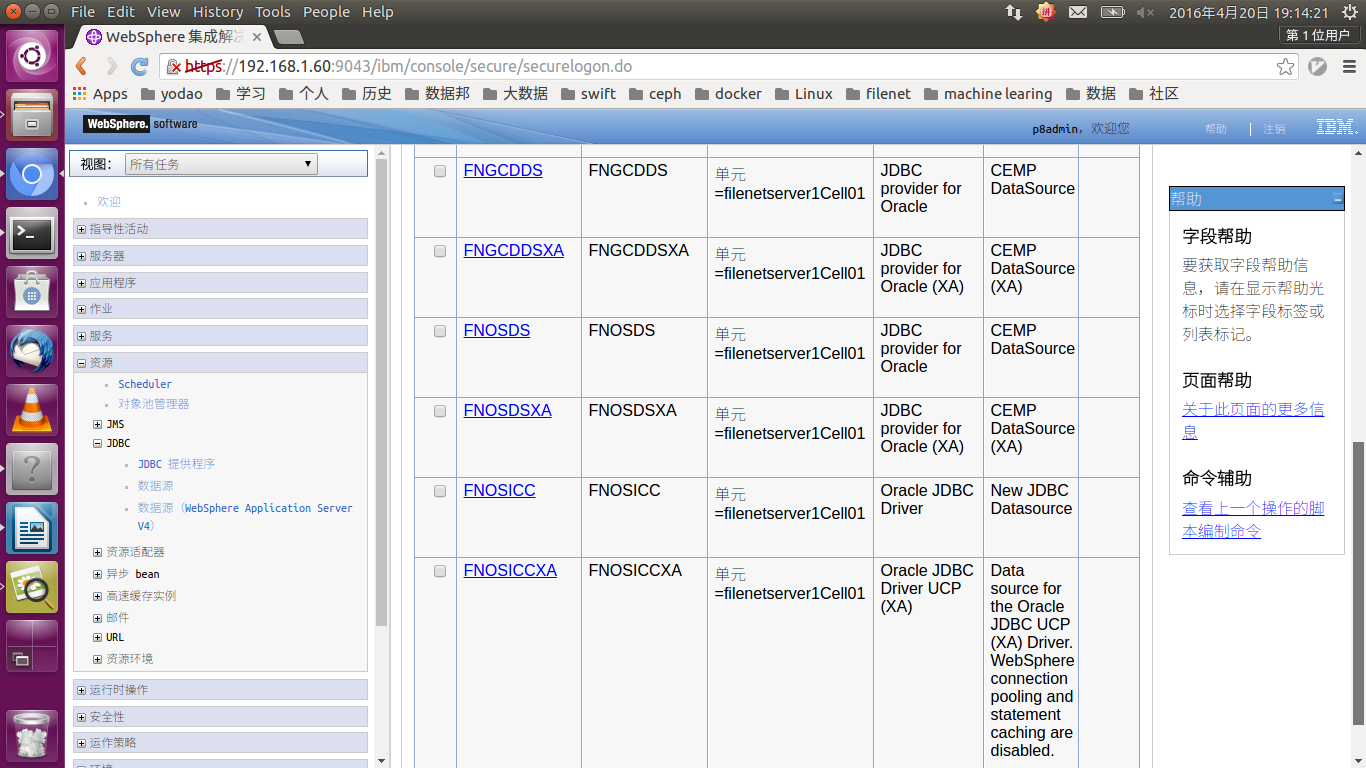 File Edit View History Tools People Help
2016年4月20日 19:14:21
WebSphere 集成解决
第 1 位用户
https://192.168.1.60:9043/ibm/console/secure/securelogon.do
Apps yodao 学习 个人 历史 数据邦 大数据 swift ceph docker Linux filenet machine learing 数据 社区
WebSphere. software
p8admin，欢迎您 帮助 注销 IBM.
视图： 所有任务
欢迎
指导性活动
服务器
应用程序
作业
服务
资源
Scheduler
对象池管理器
JMS
JDBC
JDBC 提供程序
数据源
数据源（WebSphere Application Server
V4）
资源适配器
异步 bean
高速缓存实例
邮件
URL
资源环境
运行时操作
安全性
运作策略
环境
FNGCDDS FNGCDDS 单元 JDBC CEMP
=filenetserver1Cell01 provider for DataSource
Oracle
FNGCDDSXA FNGCDDSXA 单元 JDBC CEMP
=filenetserver1Cell01 provider for DataSource
Oracle (XA) (XA)
FNOSDS FNOSDS 单元 JDBC CEMP
=filenetserver1Cell01 provider for DataSource
Oracle
FNOSDSXA FNOSDSXA 单元 JDBC CEMP
=filenetserver1Cell01 provider for DataSource
Oracle (XA) (XA)
FNOSICC FNOSICC 单元 Oracle JDBC New JDBC
=filenetserver1Cell01 Driver Datasource
FNOSICCXA FNOSICCXA 单元 Oracle JDBC Data
=filenetserver1Cell01 Driver UCP source for
(XA) the Oracle
JDBC UCP
(XA) Driver.
WebSphere
connection
pooling and
statement
caching are
disabled.
帮助
字段帮助
要获取字段帮助信
息，请在显示帮助光
标时选择字段标签或
列表标记。
页面帮助
关于此页面的更多信
息
命令辅助
查看上一个操作的脚
本编制命令